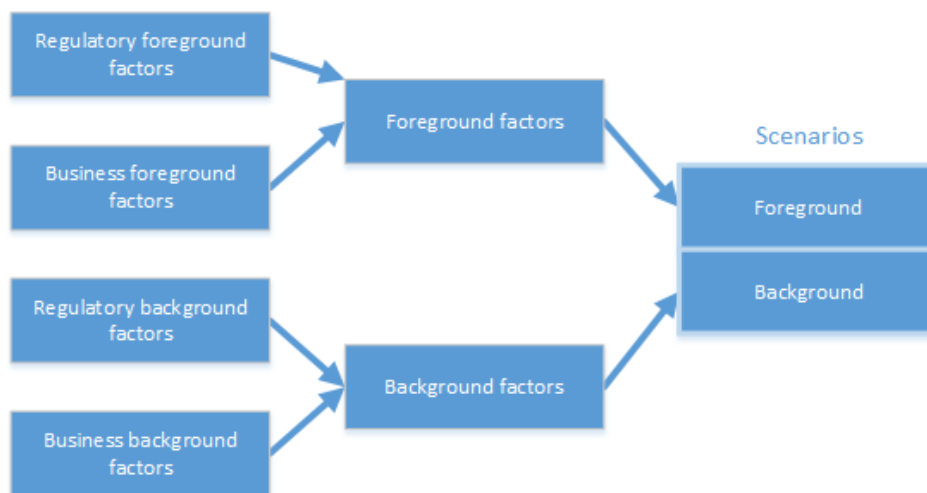 Regulatory foreground
factors
Foreground factors
Business foreground
factors
Scenarios
Foreground
Background
Regulatory background
factors
Background factors
Business background
factors